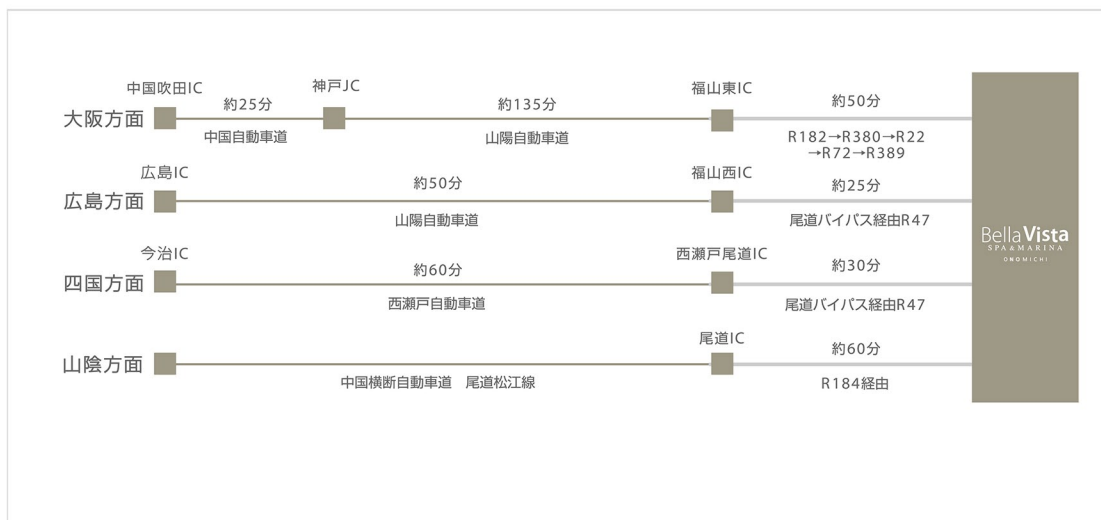 中国吹田IC
神戸JC
福山東IC
大阪方面
約25分
約135分
約50分
中国自動車道
山陽自動車道
R182→R380→R22
→R72→R389
広島IC
福山西IC
広島方面
約50分
約25分
山陽自動車道
尾道バイパス経由R47
今治IC
西瀬戸尾道IC
四国方面
約60分
約30分
西瀬戸自動車道
尾道バイパス経由R47
尾道IC
山陰方面
約60分
中国横断自動車道 尾道松江線
R184経由
Bella Vista
SPA & MARINA
ONOMICHI